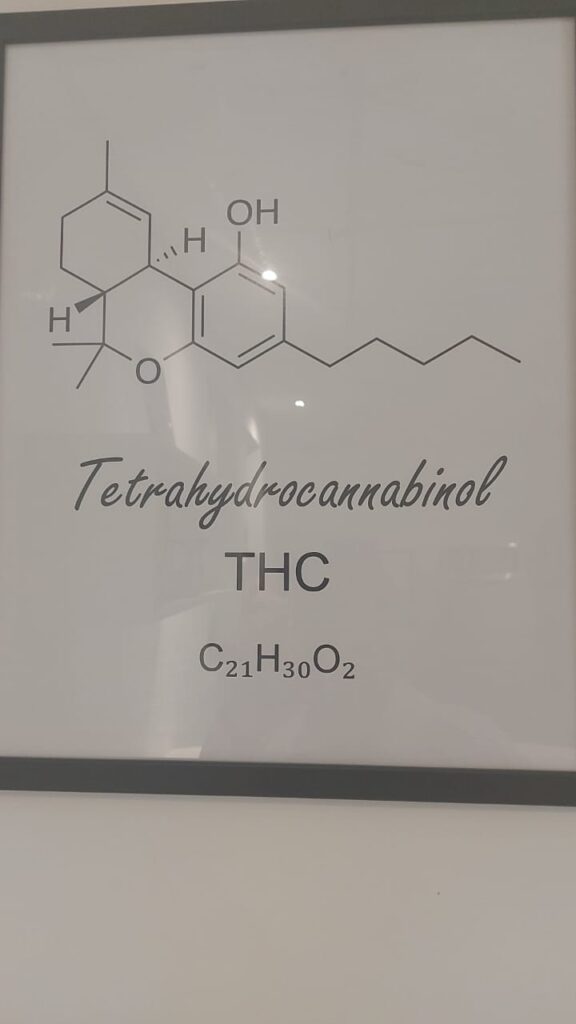 OH
H
H
O
Tetrahydrocannabinol
THC
C₂₁H₃₀O₂